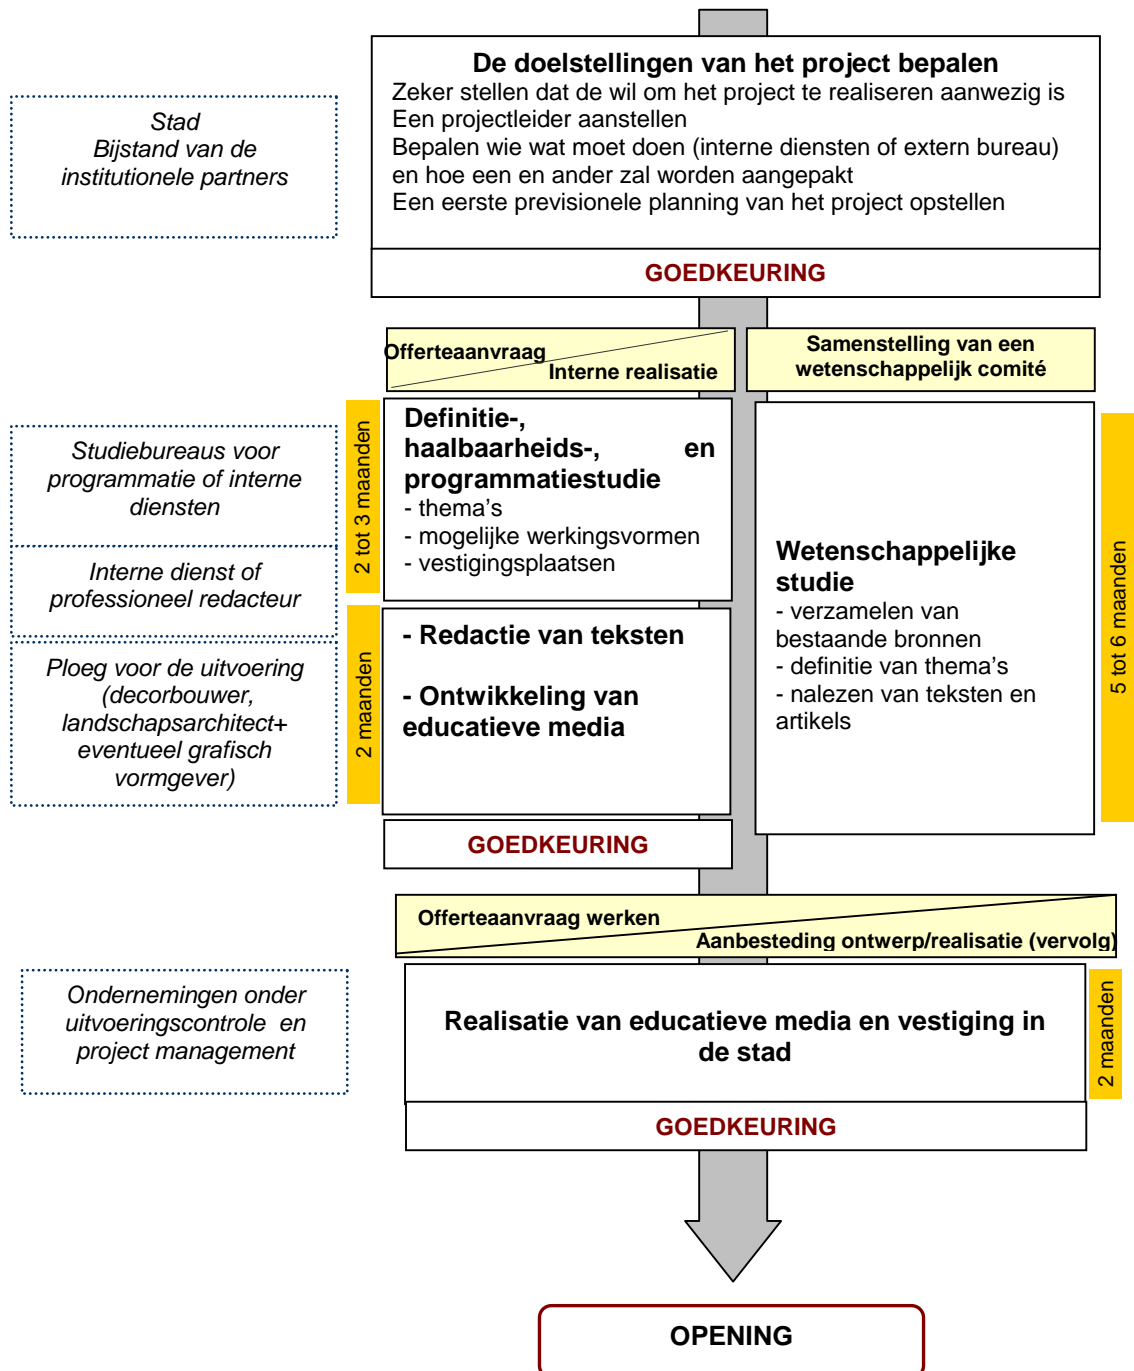 De doelstellingen van het project bepalen
Zeker stellen dat de wil om het project te realiseren aanwezig is
Een projectleider aanstellen
Bepalen wie wat moet doen (interne diensten of extern bureau)
en hoe een en ander zal worden aangepakt
Een eerste previsionele planning van het project opstellen
Stad
Bijstand van de
institutionele partners
GOEDKEURING
Offerteaanvraag
Interne realisatie
Samenstelling van een
wetenschappelijk comité
Studiebureaus voor
programmatie of interne
diensten
2 tot 3 maanden
Definitie-,
haalbaarheids-, en
programmatiestudie
- thema's
- mogelijke werkingsvormen
- vestigingsplaatsen
Wetenschappelijke
studie
- verzamelen van
bestaande bronnen
- definitie van thema's
- nalezen van teksten en
artikels
5 tot 6 maanden
Interne dienst of
professioneel redacteur
Ploeg voor de uitvoering
(decorbouwer,
landschapsarchitect+
eventueel grafisch
vormgever)
2 maanden
- Redactie van teksten
- Ontwikkeling van
educatieve media
GOEDKEURING
Offerteaanvraag werken
Aanbesteding ontwerp/realisatie (vervolg)
Ondernemingen onder
uitvoeringscontrole en
project management
Realisatie van educatieve media en vestiging in
de stad
2 maanden
GOEDKEURING
OPENING